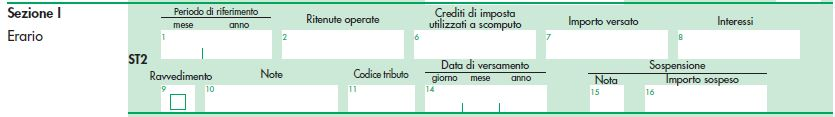 Sezione I
Erario
ST2
Periodo di riferimento
mese anno
Ritenute operate
Crediti di imposta
utilizzati a scomputo
Importo versato
Interessi
1 2 6 7 8
Ravvedimento
Note
Codice tributo
Data di versamento
giorno mese anno
Sospensione
Nota Importo sospeso
9 10 11 14 15 16